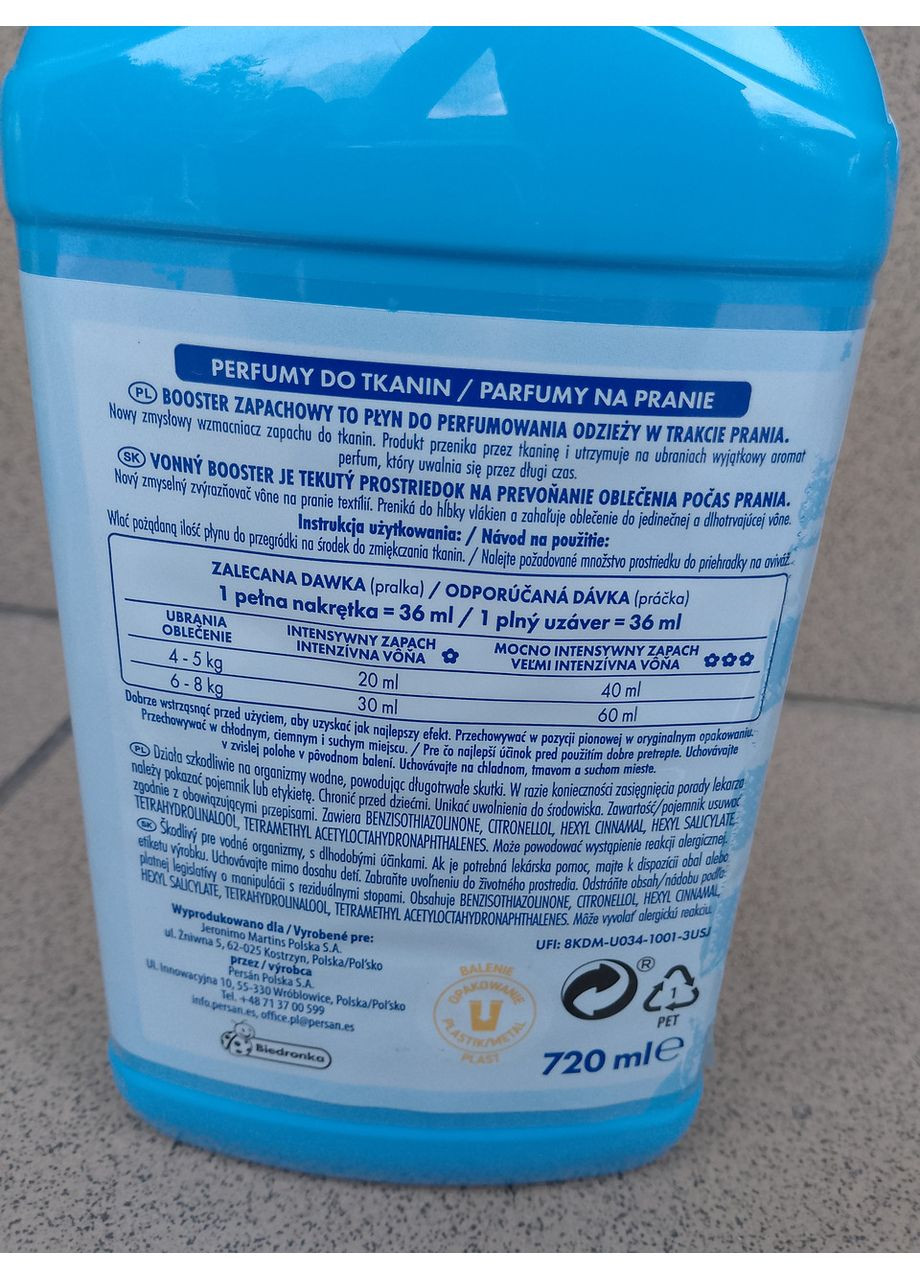 PERFUMY DO TKANIN / PARFUMY NA PRANIE
PL BOOSTER ZAPACHOWY TO PŁYN DO PERFUMOWANIA ODZIEŻY W TRAKCIE PRANIA.
Nowy zmysłowy wzmacniacz zapachu do tkanin. Produkt przenika przez tkaninę i utrzymuje na ubraniach wyjątkowy aromat
perfum, który uwalnia się przez długi czas.
SK VONNÝ BOOSTER JE TEKUTÝ PROSTRIEDOK NA PREVOŇANIE OBLEČENIA POČAS PRANIA.
Nový zmyselný zvýrazňovač vône na pranie textílií. Preniká do hĺbky vlákien a zahaľuje oblečenie do jedinečnej a dlhotrvajúcej vône.
Instrukcja użytkowania: / Návod na použitie:
Wlać pożądaną ilość płynu do przegródki na środek do zmiękczania tkanin. / Nalejte požadované množstvo prostriedku do priehradky na aviváž.
ZALECANA DAWKA (pralka) / ODPORÚČANÁ DÁVKA (práčka)
1 pełna nakrętka = 36 ml / 1 plný uzáver = 36 ml
UBRANIA
OBLEČENIE
INTENSYWNY ZAPACH
INTENZÍVNA VÔŇA
MOCNO INTENSYWNY ZAPACH
VEĽMI INTENZÍVNA VÔŇA
4 - 5 kg 20 ml 40 ml
6 - 8 kg 30 ml 60 ml
Dobrze wstrząsnąć przed użyciem, aby uzyskać jak najlepszy efekt. Przechowywać w pozycji pionowej w oryginalnym opakowaniu.
Przechowywać w chłodnym, ciemnym i suchym miejscu. / Pre čo najlepší účinok pred použitím dobre pretrepte. Uchovávajte
v zvislej polohe v pôvodnom balení. Uchovávajte na chladnom, tmavom a suchom mieste.
PL Działa szkodliwie na organizmy wodne, powodując długotrwałe skutki. W razie konieczności zasięgnięcia porady lekarza
należy pokazać pojemnik lub etykietę. Chronić przed dziećmi. Unikać uwolnienia do środowiska. Zawartość/pojemnik usuwać
zgodnie z obowiązującymi przepisami. Zawiera BENZISOTHIAZOLINONE, CITRONELLOL, HEXYL CINNAMAL, HEXYL SALICYLATE,
TETRAHYDROLINALOOL, TETRAMETHYL ACETYLOCTAHYDRONAPHTHALENES. Może powodować wystąpienie reakcji alergicznej.
SK Škodlivý pre vodné organizmy, s dlhodobými účinkami. Ak je potrebná lekárska pomoc, majte k dispozícii obal alebo
etiketu výrobku. Uchovávajte mimo dosahu detí. Zabráňte uvoľneniu do životného prostredia. Odstráňte obsah/nádobu podľa
platnej legislatívy o manipulácii s reziduálnymi stopami. Obsahuje BENZISOTHIAZOLINONE, CITRONELLOL, HEXYL CINNAMAL,
HEXYL SALICYLATE, TETRAHYDROLINALOOL, TETRAMETHYL ACETYLOCTAHYDRONAPHTHALENES. Môže vyvolať alergickú reakciu.
Wyprodukowano dla / Vyrobené pre:
Jeronimo Martins Polska S.A.
ul. Żniwna 5, 62-025 Kostrzyn, Polska/Poľsko
przez / výrobca
Persán Polska S.A.
Ul. Innowacyjna 10, 55-330 Wróblowice, Polska/Poľsko
Tel. +48 71 37 00 599
info.persan.es, office.pl@persan.es
Biedronka
UFI: 8KDM-U034-1001-3USJ
BALENIE
OPAKOWANIE
U
PLASTIK/METAL
PLAST
®
1
PET
720 ml e